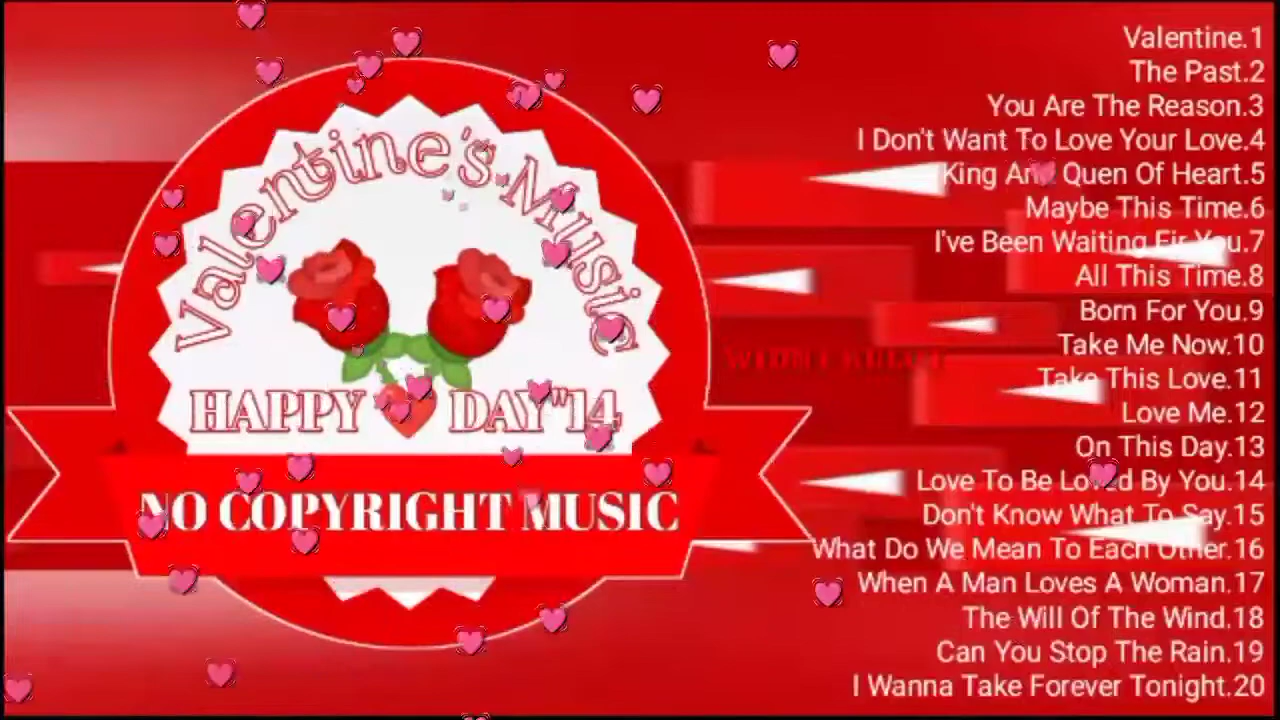 Valentine's Music
HAPPY DAY"14
NO COPYRIGHT MUSIC
Valentine.1
The Past.2
You Are The Reason.3
I Don't Want To Love Your Love.4
King And Quen Of Heart.5
Maybe This Time.6
I've Been Waiting Fir You.7
All This Time.8
Born For You.9
Take Me Now.10
Take This Love.11
Love Me.12
On This Day.13
Love To Be Loved By You.14
Don't Know What To Say.15
What Do We Mean To Each Other.16
When A Man Loves A Woman.17
The Will Of The Wind.18
Can You Stop The Rain.19
I Wanna Take Forever Tonight.20